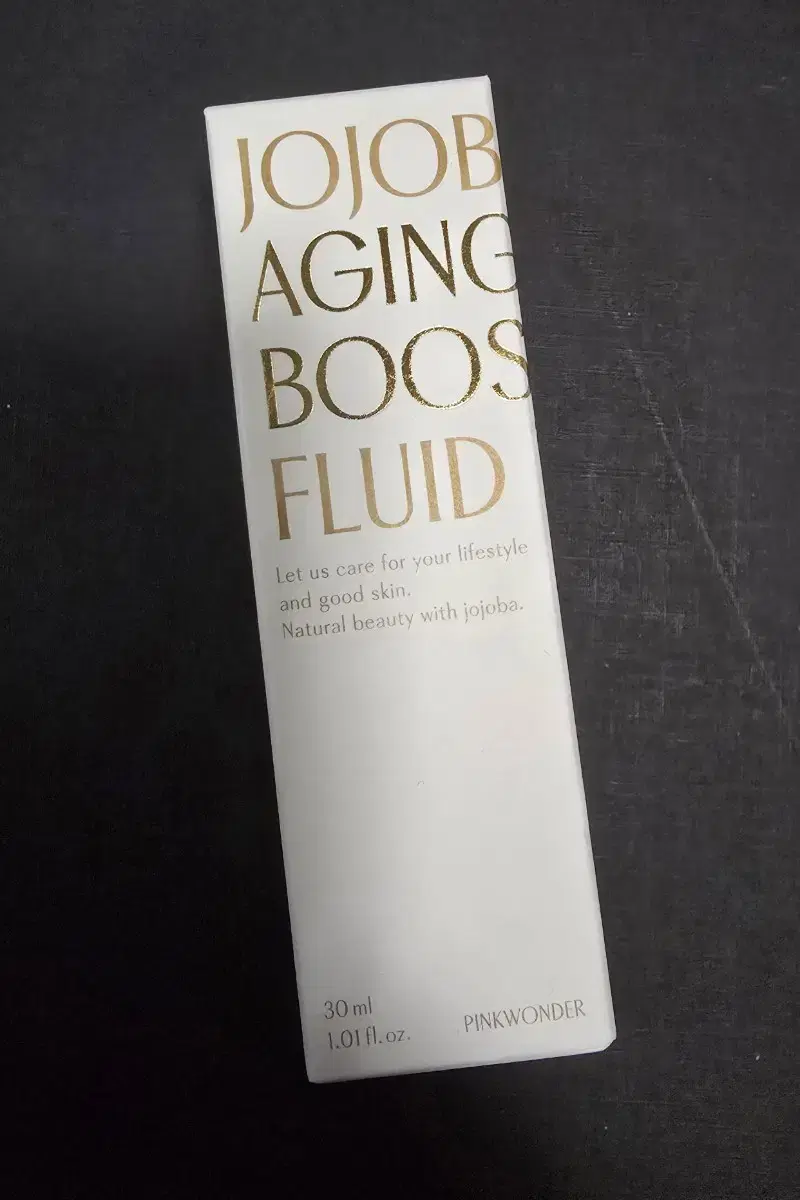 JOJOB
AGING
BOOS
FLUID
Let us care for your lifestyle
and good skin.
Natural beauty with jojoba.
30 ml
1.01 fl. oz.
PINKWONDER